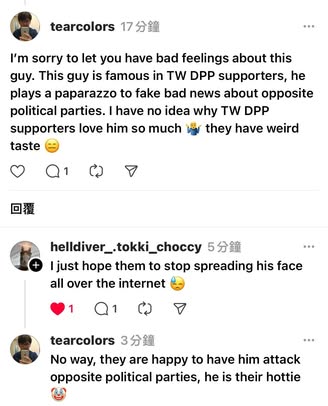 tearcolors 17分鐘
I'm sorry to let you have bad feelings about this
guy. This guy is famous in TW DPP supporters, he
plays a paparazzo to fake bad news about opposite
political parties. I have no idea why TW DPP
supporters love him so much 🤷‍♂️ they have weird
taste 😑
1
回覆
helldiver_.tokki_choccy 5分鐘
I just hope them to stop spreading his face
all over the internet 😓
1 1
tearcolors 3分鐘
No way, they are happy to have him attack
opposite political parties, he is their hottie
🤡